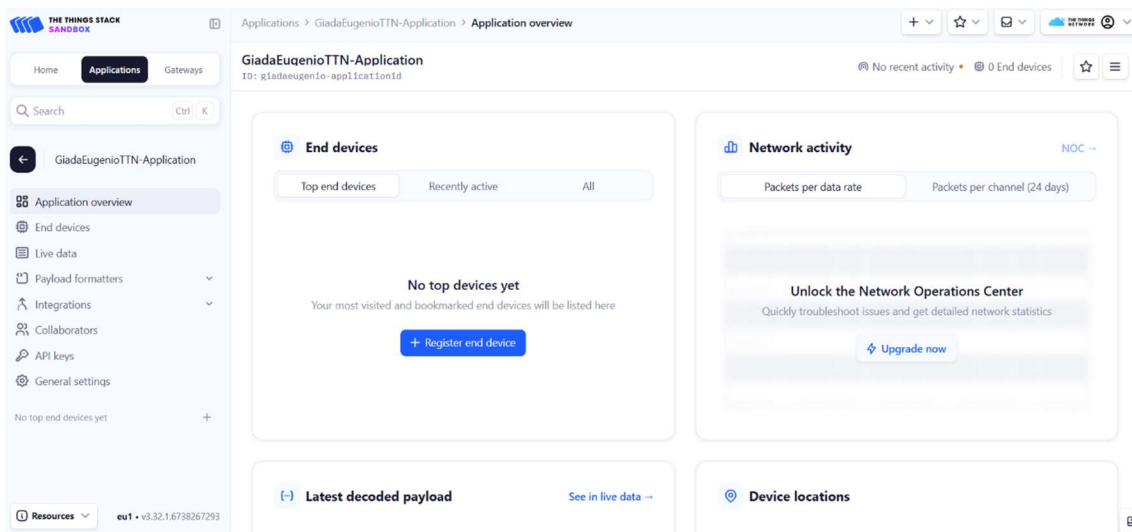 THE THINGS STACK
SANDBOX
Applications > GiadaEugenioTTN-Application > Application overview
THE THINGS
NETWORK
Home
Applications
Gateways
GiadaEugenioTTN-Application
ID: giadaeugenio-applicationid
No recent activity • 0 End devices
Search
Ctrl K
GiadaEugenioTTN-Application
Application overview
End devices
Live data
Payload formatters
Integrations
Collaborators
API keys
General settings
No top end devices yet +
Resources
eu1 • v3.32.1.6738267293
End devices
Top end devices
Recently active
All
No top devices yet
Your most visited and bookmarked end devices will be listed here
+ Register end device
Network activity
NOC →
Packets per data rate
Packets per channel (24 days)
Unlock the Network Operations Center
Quickly troubleshoot issues and get detailed network statistics
Upgrade now
Latest decoded payload
See in live data →
Device locations